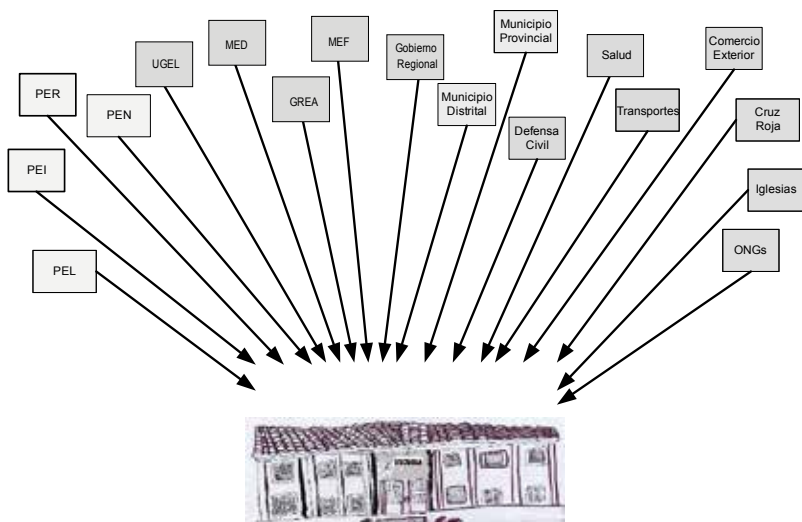 Municipio
Provincial
MED
MEF
Gobierno
Regional
Salud
Comercio
Exterior
UGEL
GREA
Municipio
Distrital
Transportes
PER
PEN
Defensa
Civil
Cruz
Roja
PEI
Iglesias
PEL
ONGs